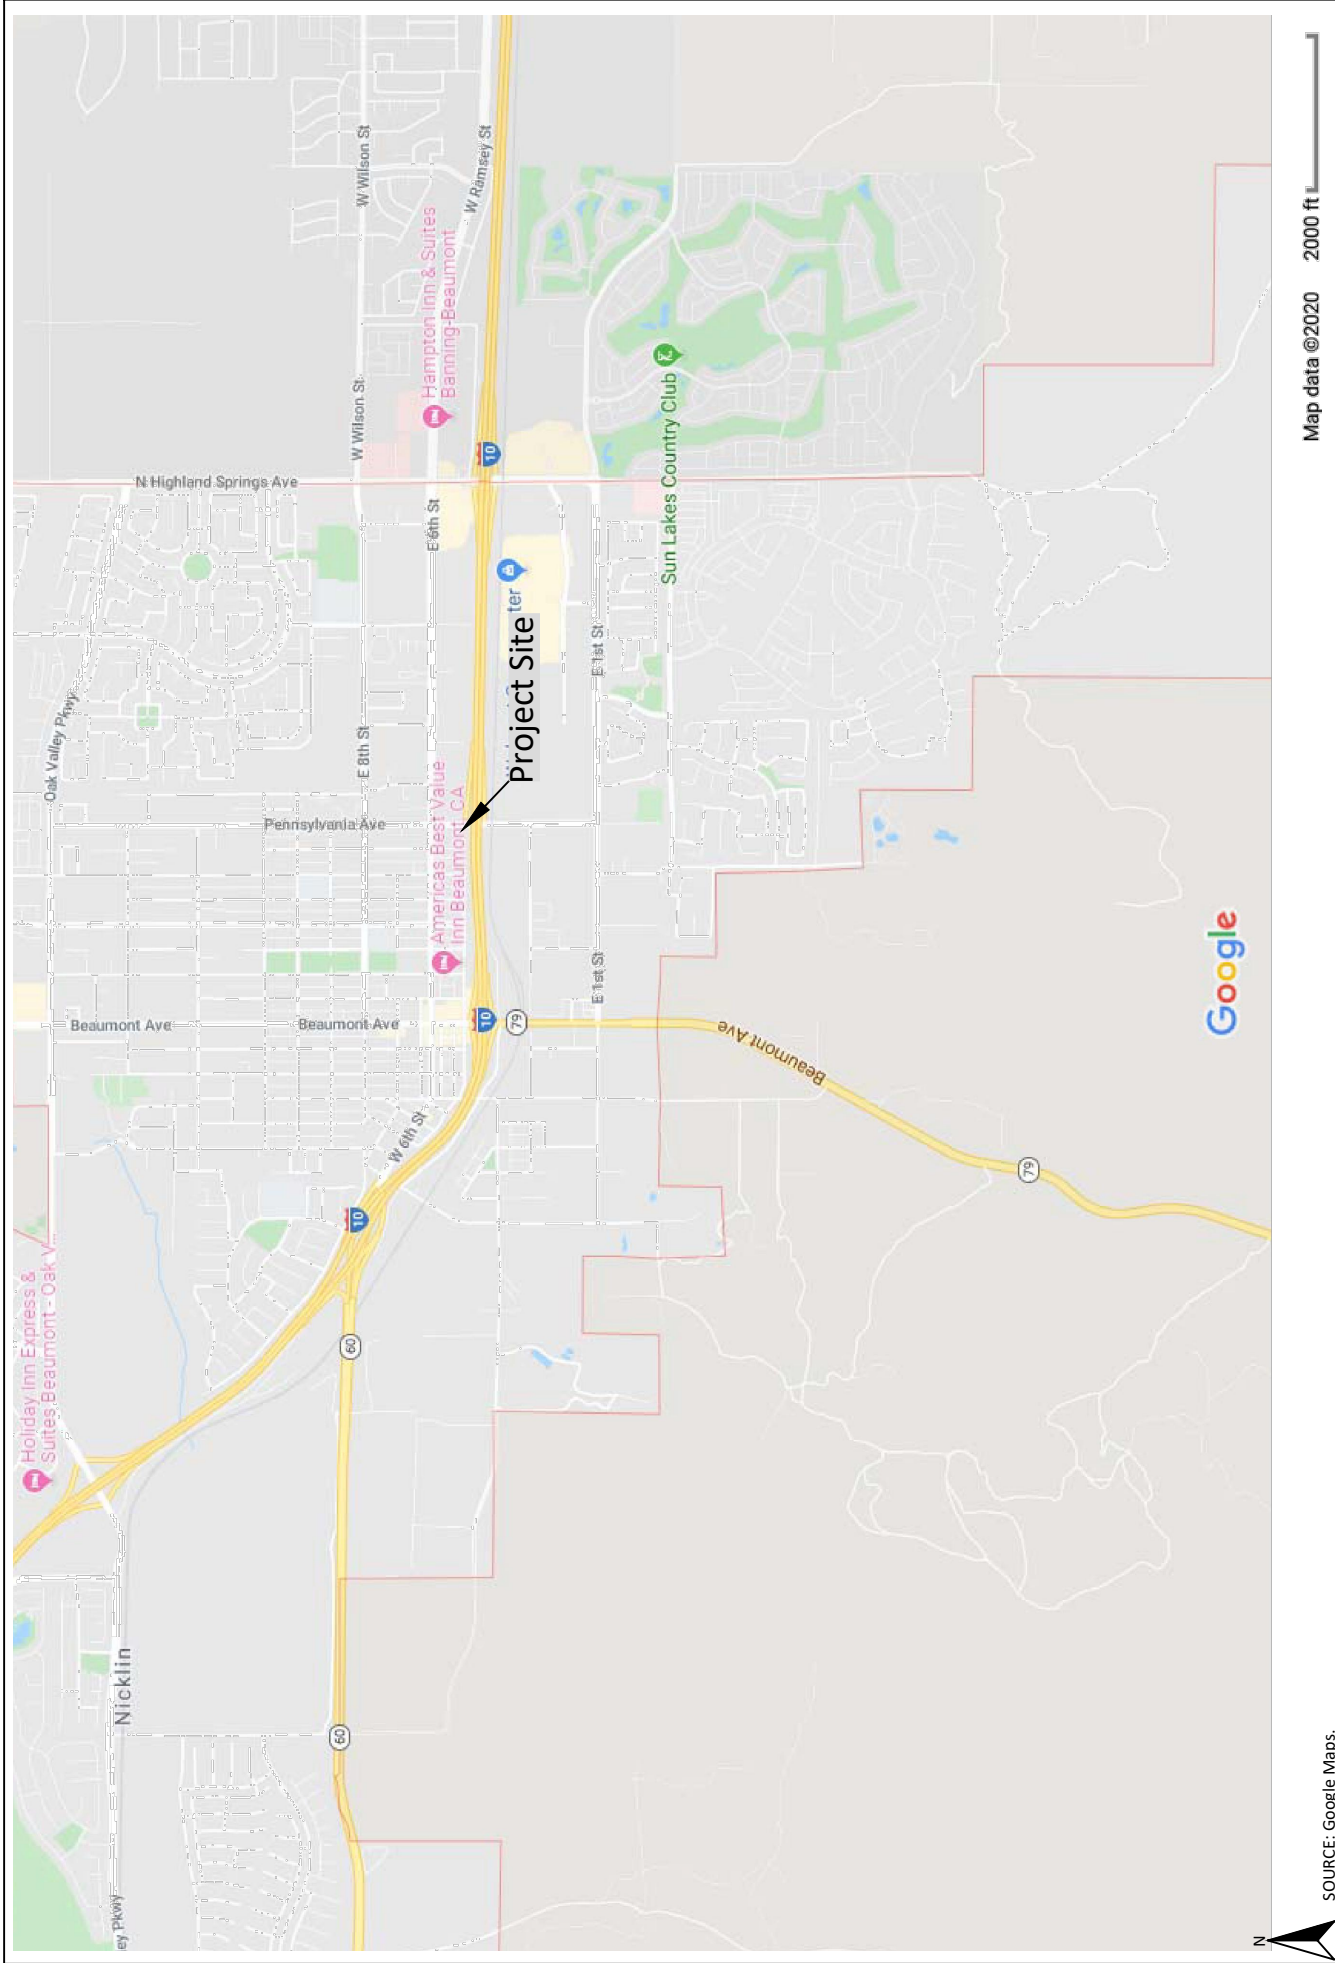 Holiday Inn Express &
Suites Beaumont - Oak V...
Oak Valley Pkwy
N Highland Springs Ave
Beaumont Ave
Nicklin
ey Pkwy
Pennsylvania Ave
Beaumont Ave
W Wilson St
W Wilson St
E 8th St
10
60
60
W 6th St
E 6th St
Hampton Inn & Suites
Banning-Beaumont
W Ramsey St
Americas Best Value
Inn Beaumont, CA
10
10
79
ter
Project Site
E 1st St
E 1st St
Sun Lakes Country Club
Beaumont Ave
79
Google
Map data ©2020
2000 ft
N
SOURCE: Google Maps.